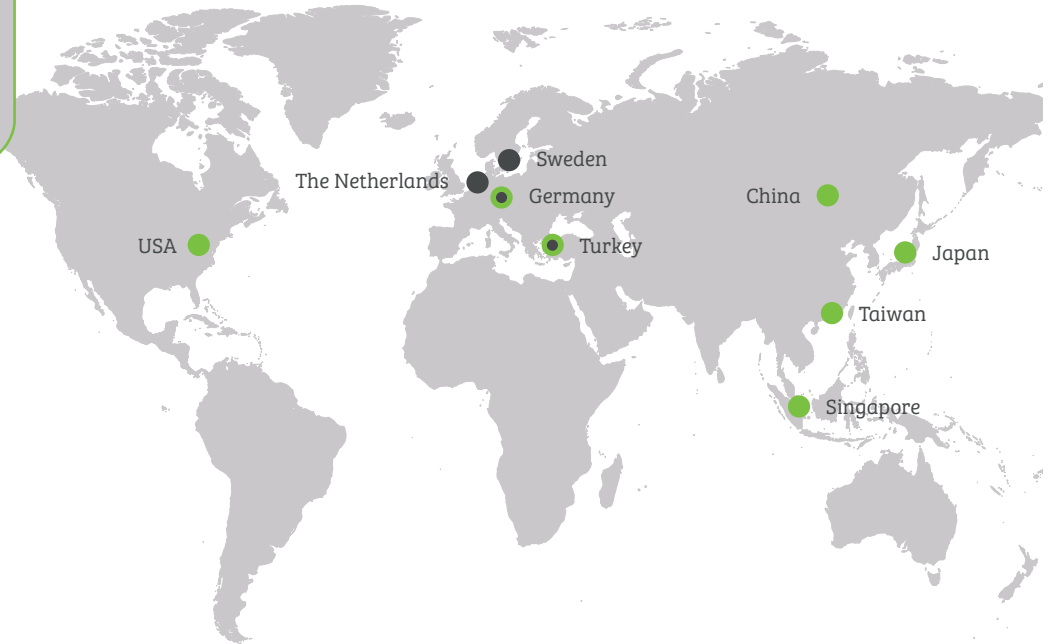 Sweden
The Netherlands
Germany
China
USA
Turkey
Japan
Taiwan
Singapore